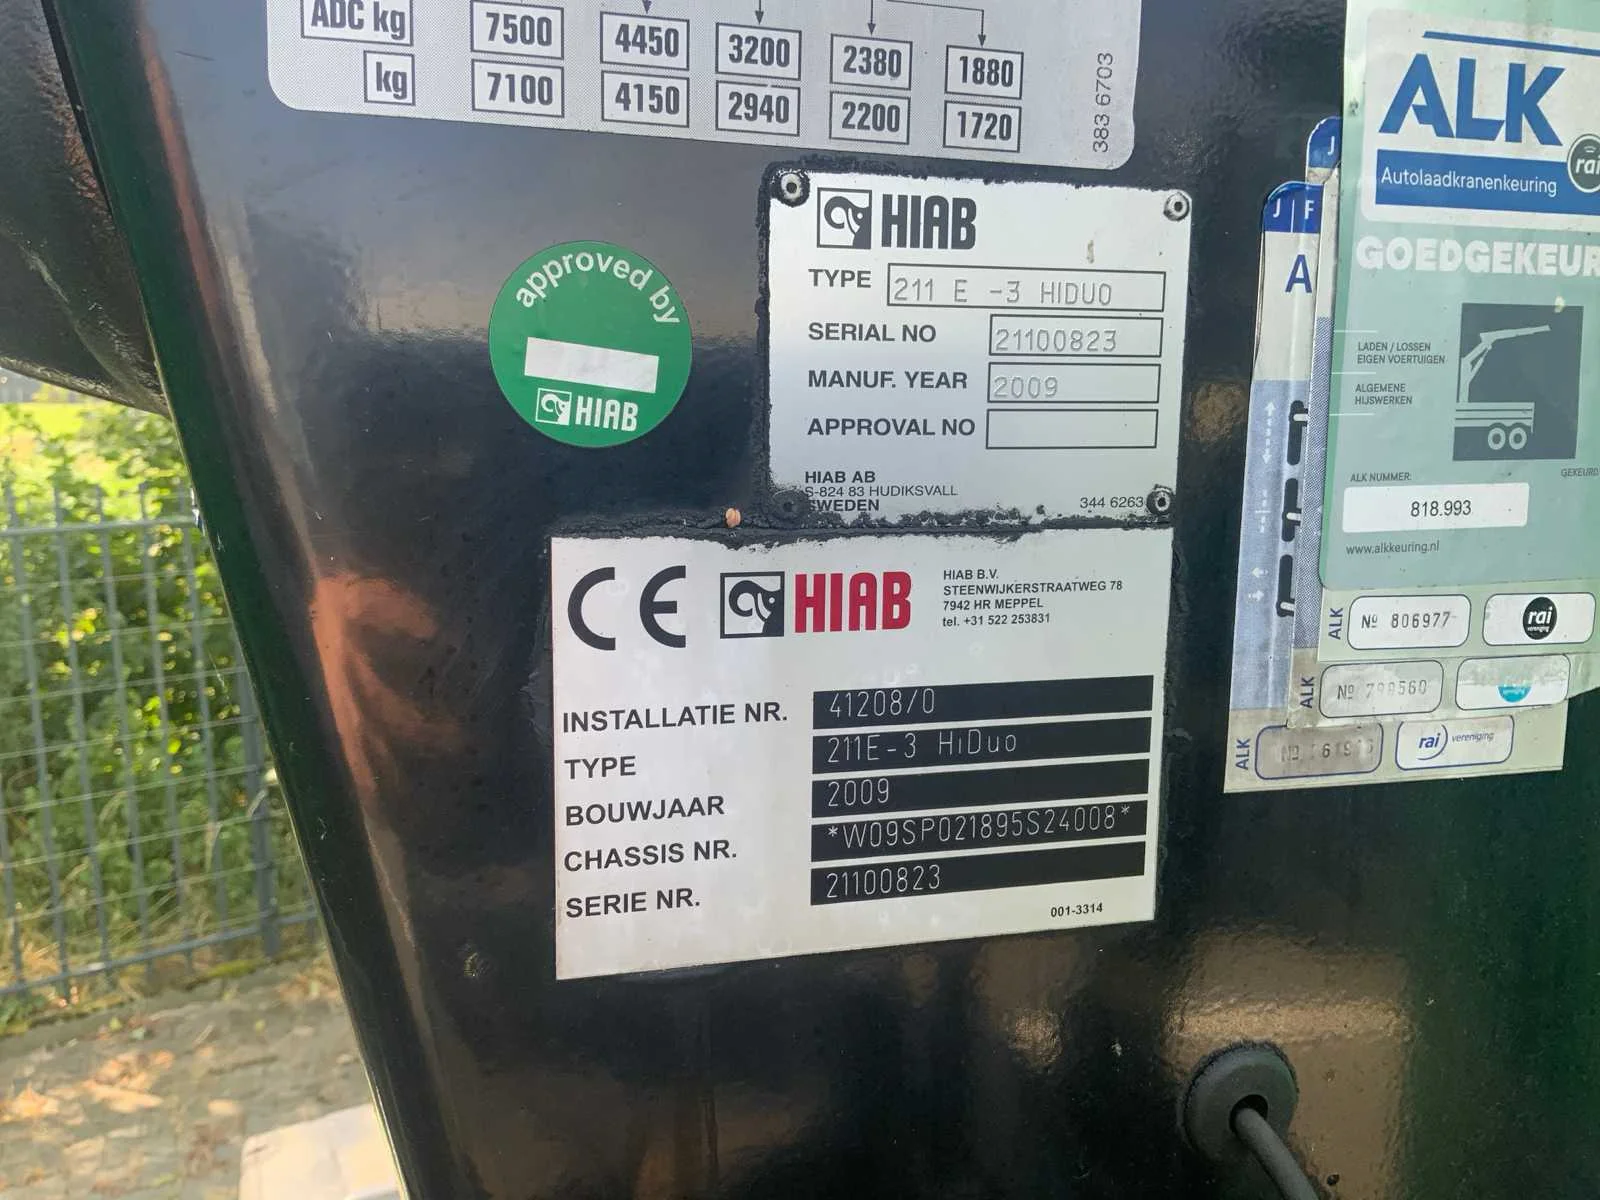 ADC kg 7500 4450 3200 2380 1880
kg 7100 4150 2940 2200 1720
383 6703
approved by
HIAB
HIAB
TYPE 211 E -3 HIDUO
SERIAL NO 21100823
MANUF. YEAR 2009
APPROVAL NO
HIAB AB
S-824 83 HUDIKSVALL
SWEDEN
344 6263
CE HIAB
HIAB B.V.
STEENWIJKERSTRAATWEG 78
7942 HR MEPPEL
tel. +31 522 253831
INSTALLATIE NR. 41208/0
TYPE 211E-3 HiDuo
BOUWJAAR 2009
CHASSIS NR. *W09SP021895S24008*
SERIE NR. 21100823
001-3314
ALK
Autolaadkranenkeuring
rai
GOEDGEKEUR
LADEN / LOSSEN
EIGEN VOERTUIGEN
ALGEMENE
HIJSWERKEN
ALK NUMMER:
GEKEURD
818.993
www.alkkeuring.nl
J
J F
A
ALK № 806977 rai vereniging
ALK
ALK rai vereniging